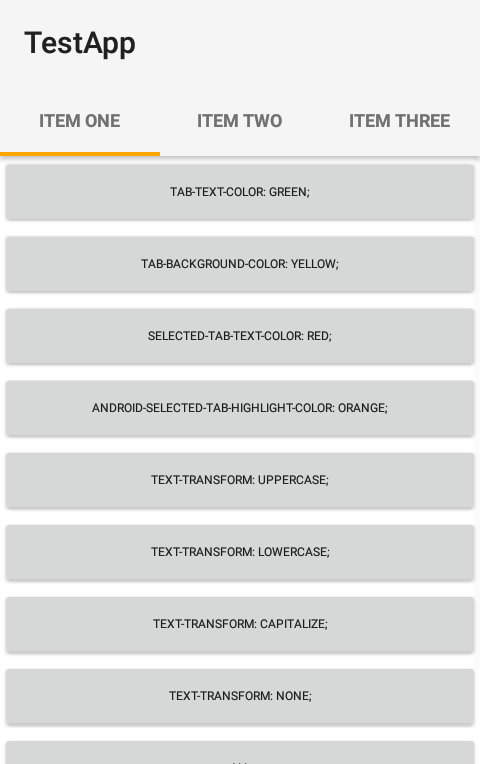 TestApp
ITEM ONE ITEM TWO ITEM THREE
TAB-TEXT-COLOR: GREEN;
TAB-BACKGROUND-COLOR: YELLOW;
SELECTED-TAB-TEXT-COLOR: RED;
ANDROID-SELECTED-TAB-HIGHLIGHT-COLOR: ORANGE;
TEXT-TRANSFORM: UPPERCASE;
TEXT-TRANSFORM: LOWERCASE;
TEXT-TRANSFORM: CAPITALIZE;
TEXT-TRANSFORM: NONE;